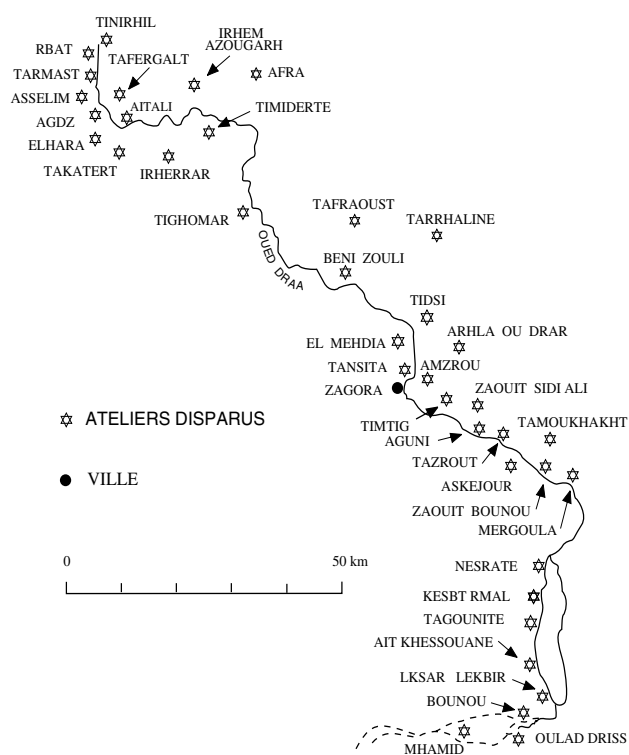 TINIRHIL
IRHEM
AZOUGARH
RBAT
TAFERGALT
AFRA
TARMAST
ASSELIM
AITALI
TIMIDERTE
AGDZ
ELHARA
TAKATERT
IRHERRAR
TAFRAOUST
TIGHOMAR
TARRHALINE
OUED DRAA
BENI ZOULI
TIDSI
ARHLA OU DRAR
EL MEHDIA
TANSITA
AMZROU
ZAGORA
ZAOUIT SIDI ALI
ATELIERS DISPARUS
TIMTIG
TAMOUKHAKHT
AGUNI
TAZROUT
VILLE
ASKEJOUR
ZAOUIT BOUNOU
MERGOULA
0
50 km
NESRATE
KESBT RMAL
TAGOUNITE
AIT KHESSOUANE
LKSAR LEKBIR
BOUNOU
OULAD DRISS
MHAMID